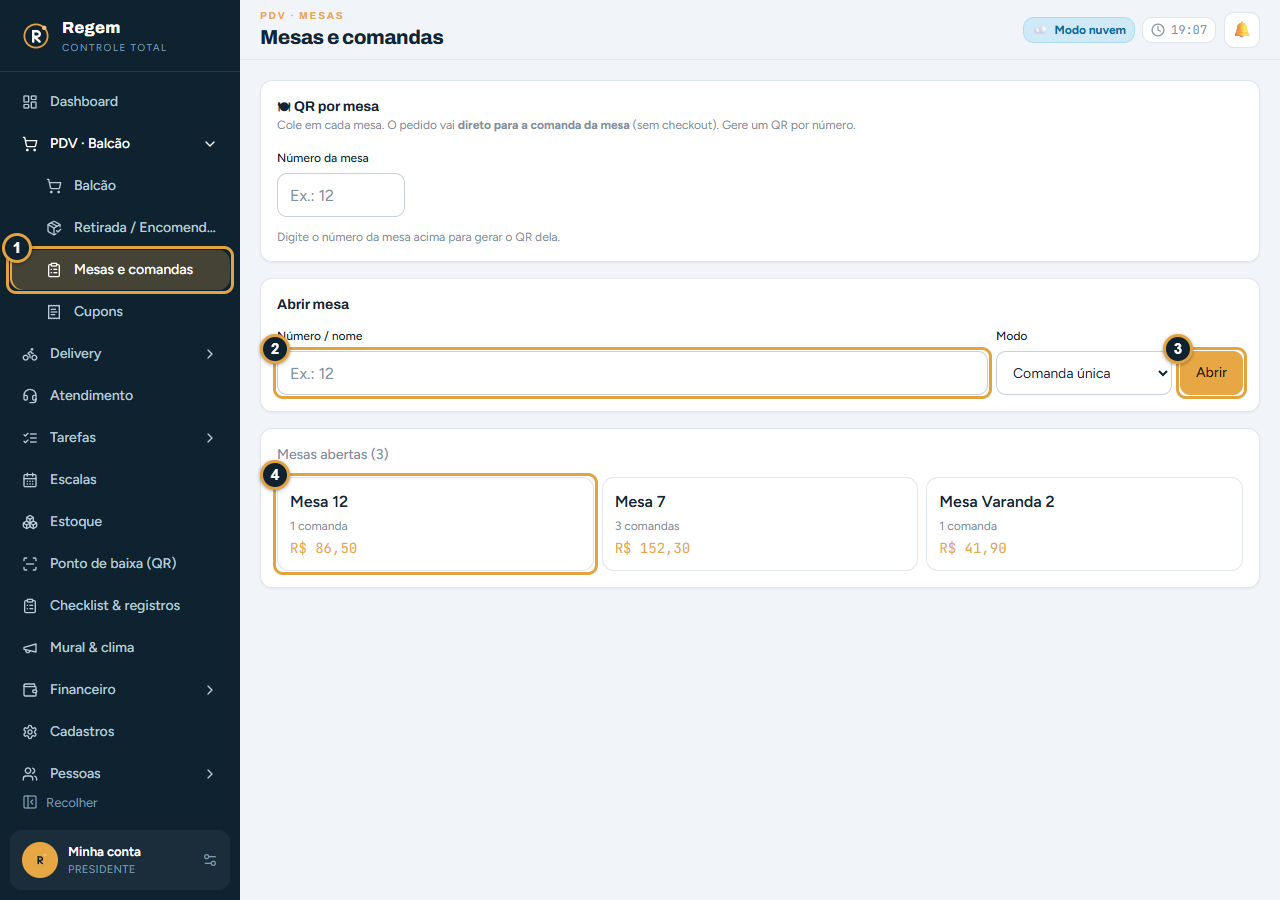 Regem
CONTROLE TOTAL
Dashboard
PDV · Balcão
Balcão
Retirada / Encomend...
1
Mesas e comandas
Cupons
Delivery
Atendimento
Tarefas
Escalas
Estoque
Ponto de baixa (QR)
Checklist & registros
Mural & clima
Financeiro
Cadastros
Pessoas
Recolher
R
Minha conta
PRESIDENTE
PDV · MESAS
Mesas e comandas
Modo nuvem
19:07
QR por mesa
Cole em cada mesa. O pedido vai direto para a comanda da mesa (sem checkout). Gere um QR por número.
Número da mesa
Ex.: 12
Digite o número da mesa acima para gerar o QR dela.
Abrir mesa
Número / nome
Modo
2
Ex.: 12
Comanda única
3
Abrir
Mesas abertas (3)
4
Mesa 12
1 comanda
R$ 86,50
Mesa 7
3 comandas
R$ 152,30
Mesa Varanda 2
1 comanda
R$ 41,90